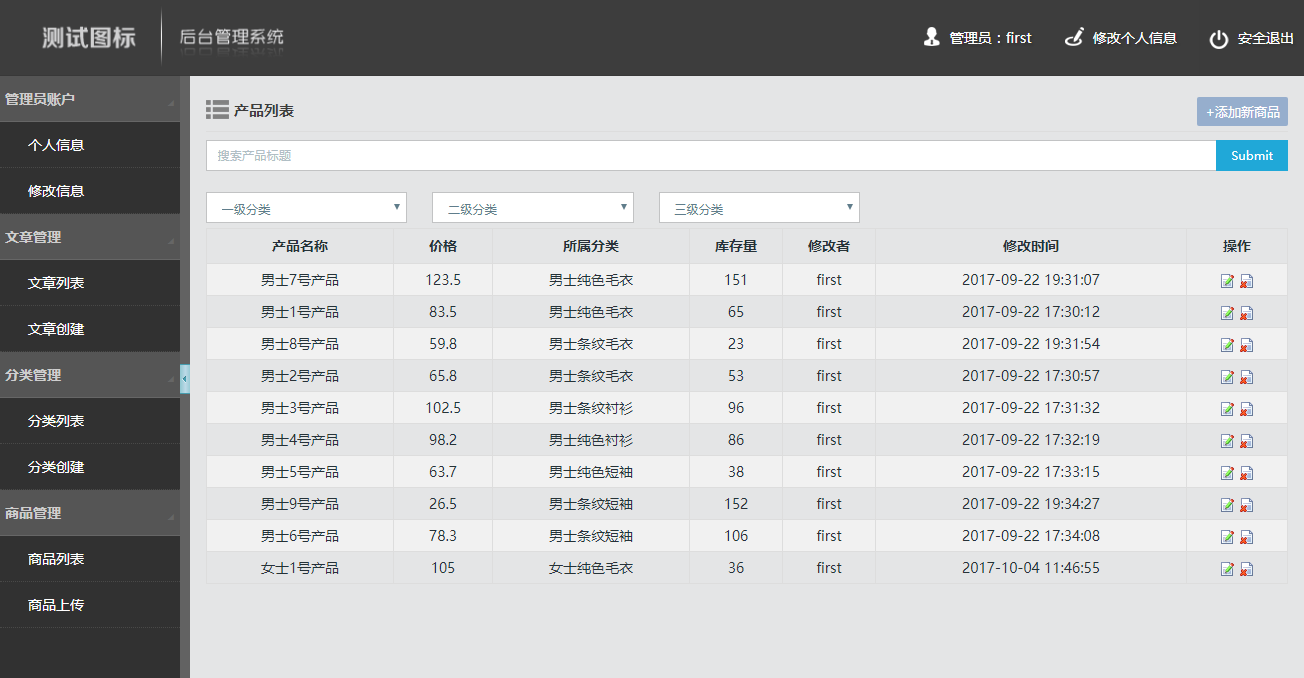 测试图标 后台管理系统 管理员：first 修改个人信息 安全退出
管理员账户
个人信息
修改信息
文章管理
文章列表
文章创建
分类管理
分类列表
分类创建
商品管理
商品列表
商品上传
产品列表 +添加新商品
搜索产品标题 Submit
一级分类 二级分类 三级分类
产品名称 价格 所属分类 库存量 修改者 修改时间 操作
男士7号产品 123.5 男士纯色毛衣 151 first 2017-09-22 19:31:07
男士1号产品 83.5 男士纯色毛衣 65 first 2017-09-22 17:30:12
男士8号产品 59.8 男士条纹毛衣 23 first 2017-09-22 19:31:54
男士2号产品 65.8 男士条纹毛衣 53 first 2017-09-22 17:30:57
男士3号产品 102.5 男士条纹衬衫 96 first 2017-09-22 17:31:32
男士4号产品 98.2 男士纯色衬衫 86 first 2017-09-22 17:32:19
男士5号产品 63.7 男士纯色短袖 38 first 2017-09-22 17:33:15
男士9号产品 26.5 男士条纹短袖 152 first 2017-09-22 19:34:27
男士6号产品 78.3 男士条纹短袖 106 first 2017-09-22 17:34:08
女士1号产品 105 女士纯色毛衣 36 first 2017-10-04 11:46:55